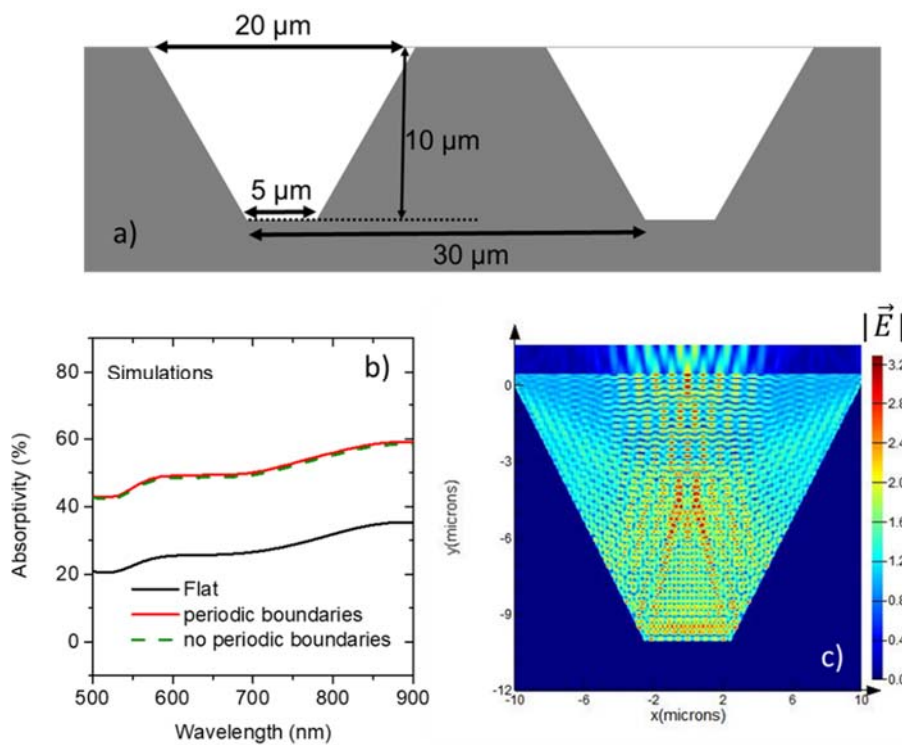 20 μm
10 μm
5 μm
a)
30 μm
b)
Simulations
80
60
40
20
0
Absorptivity (%)
Flat
periodic boundaries
no periodic boundaries
500 600 700 800 900
Wavelength (nm)
|E⃗|
3.2
2.8
2.4
2.0
1.6
1.2
0.8
0.4
0.0
0
-3
-6
-9
-12
y(microns)
c)
-10 -6 -2 2 6 10
x(microns)